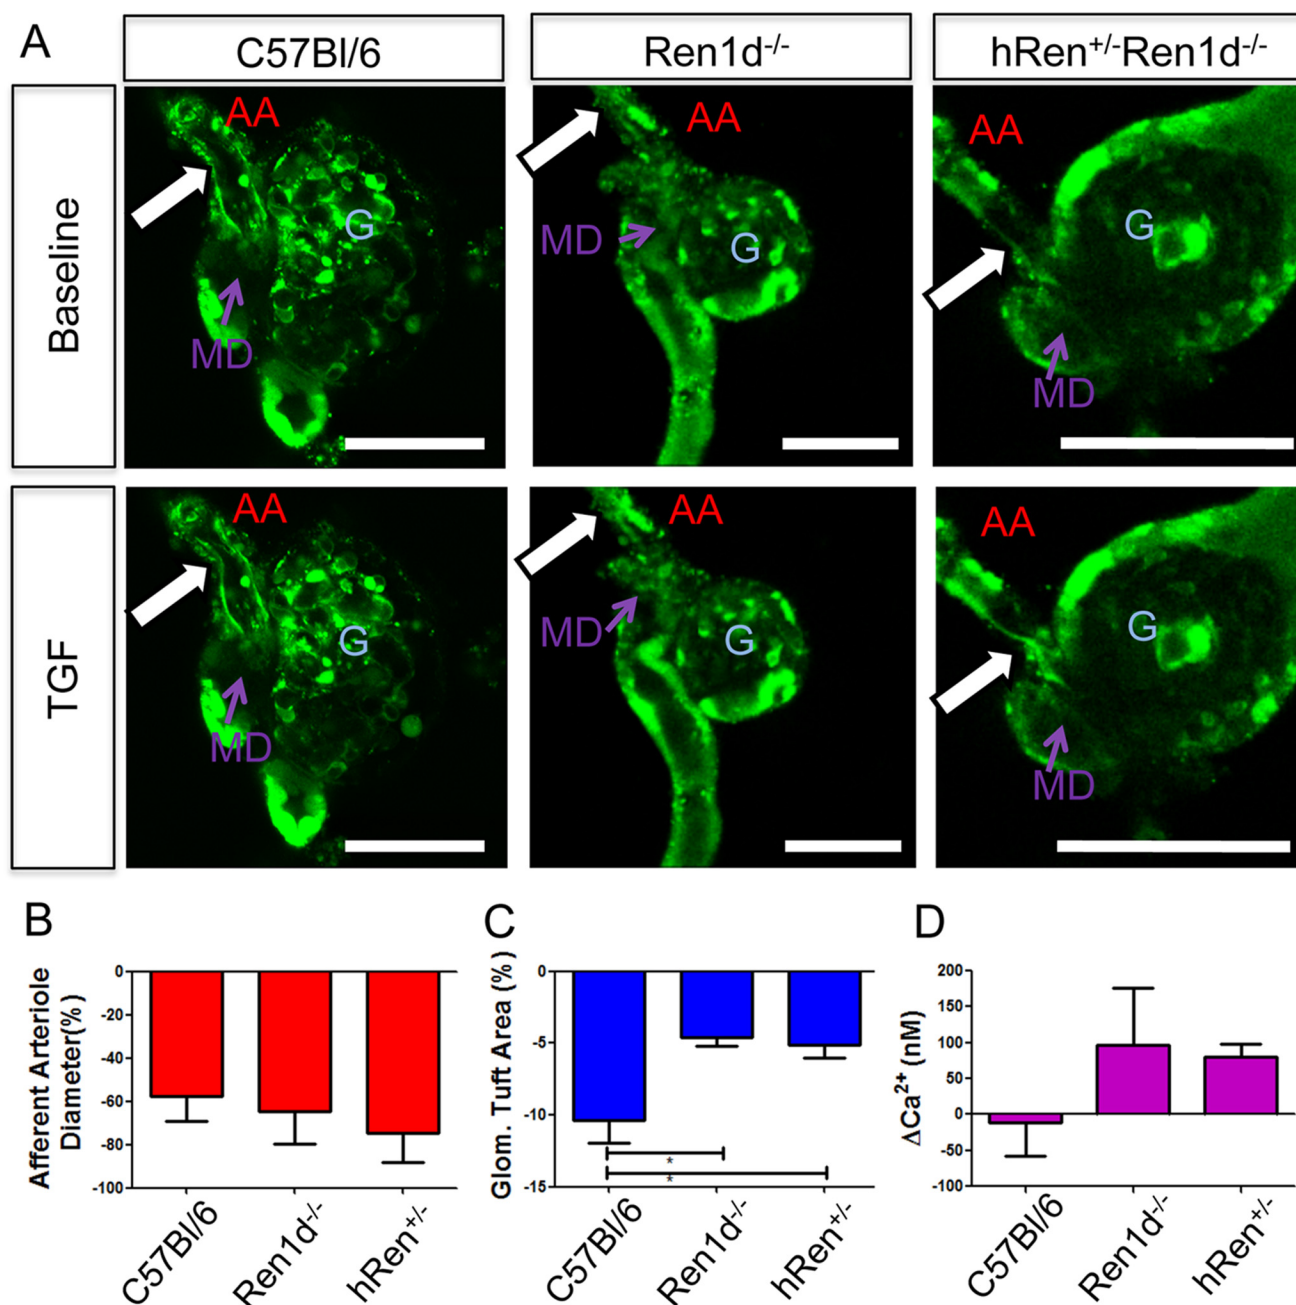 A
C57Bl/6
Ren1d-/-
hRen+/-Ren1d-/-
Baseline
AA
G
MD
AA
MD
G
AA
G
MD
TGF
AA
G
MD
AA
MD
G
AA
G
MD
B
Afferent Arteriole
Diameter(%)
0
-20
-40
-60
-80
-100
C57Bl/6
Ren1d-/-
hRen+/-
C
Glom. Tuft Area (%)
0
-5
-10
-15
*
*
C57Bl/6
Ren1d-/-
hRen+/-
D
ΔCa2+ (nM)
200
150
100
50
0
-50
-100
C57Bl/6
Ren1d-/-
hRen+/-